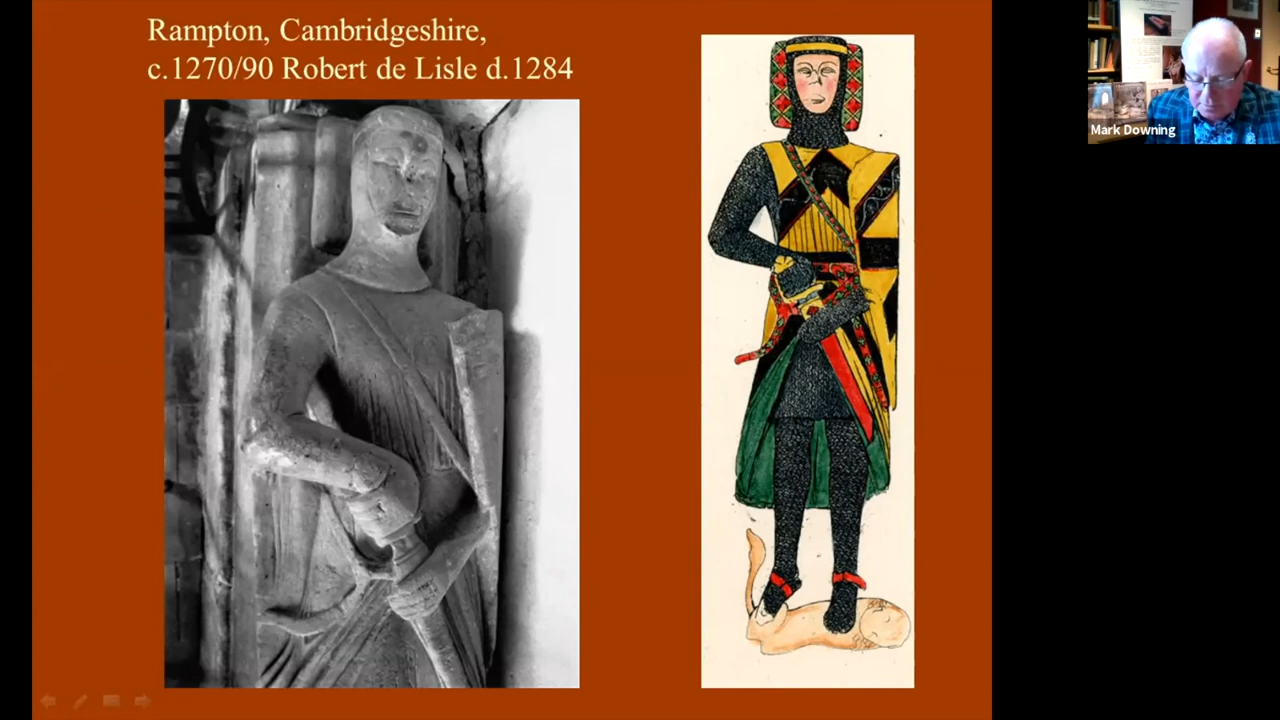 Rampton, Cambridgeshire,
c.1270/90 Robert de Lisle d.1284
Mark Downing